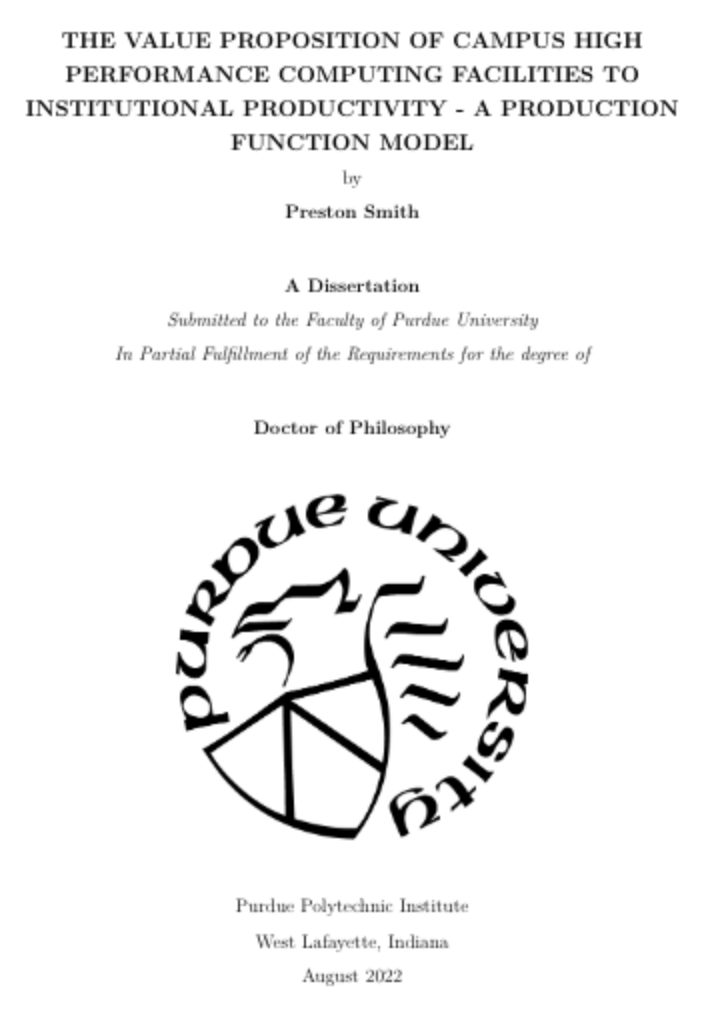 THE VALUE PROPOSITION OF CAMPUS HIGH
PERFORMANCE COMPUTING FACILITIES TO
INSTITUTIONAL PRODUCTIVITY - A PRODUCTION
FUNCTION MODEL
by
Preston Smith
A Dissertation
Submitted to the Faculty of Purdue University
In Partial Fulfillment of the Requirements for the degree of
Doctor of Philosophy
PURDUE UNIVERSITY
Purdue Polytechnic Institute
West Lafayette, Indiana
August 2022